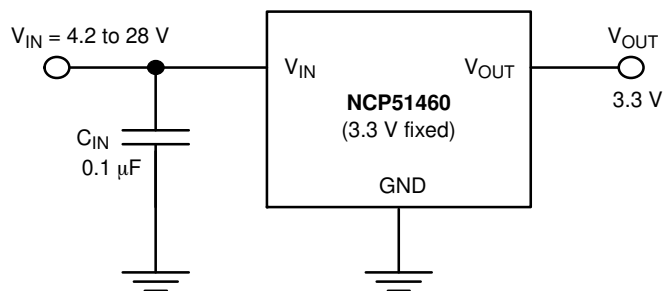 V_IN = 4.2 to 28 V
V_OUT
V_IN
V_OUT
3.3 V
NCP51460
(3.3 V fixed)
C_IN
0.1 μF
GND